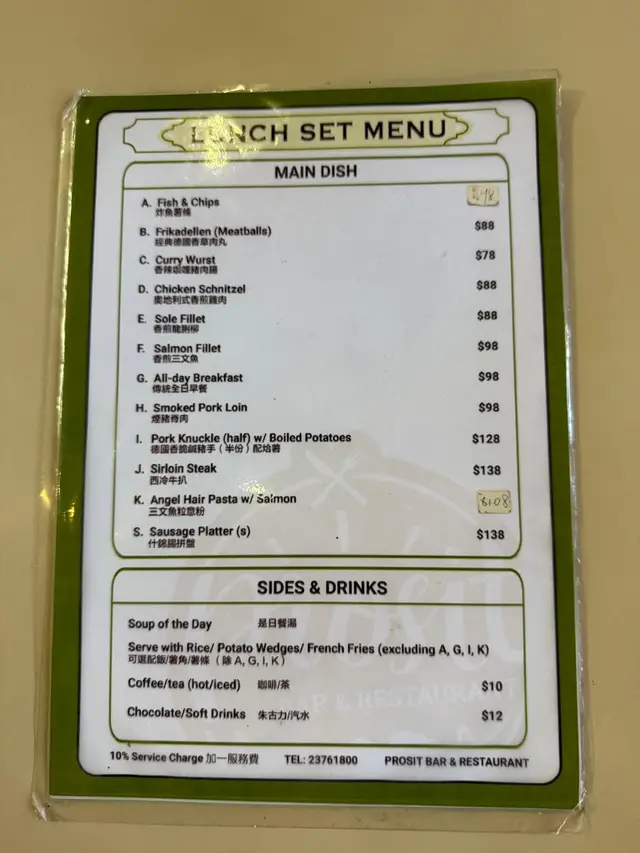 LUNCH SET MENU
MAIN DISH
A. Fish & Chips
炸魚薯條
B. Frikadellen (Meatballs) $88
經典德國香草肉丸
C. Curry Wurst $78
香辣咖喱豬肉腸
D. Chicken Schnitzel $88
奧地利式香煎雞肉
E. Sole Fillet $88
香煎龍脷柳
F. Salmon Fillet $98
香煎三文魚
G. All-day Breakfast $98
傳統全日早餐
H. Smoked Pork Loin $98
煙豬脊肉
I. Pork Knuckle (half) w/ Boiled Potatoes $128
德國香脆鹹豬手（半份）配焓薯
J. Sirloin Steak $138
西冷牛扒
K. Angel Hair Pasta w/ Salmon $108
三文魚粒意粉
S. Sausage Platter (s) $138
什錦腸拼盤
SIDES & DRINKS
Soup of the Day 是日餐湯
Serve with Rice/ Potato Wedges/ French Fries (excluding A, G, I, K)
可選配飯/薯角/薯條（除 A, G, I, K）
Coffee/tea (hot/iced) 咖啡/茶 $10
Chocolate/Soft Drinks 朱古力/汽水 $12
10% Service Charge 加一服務費 TEL: 23761800 PROSIT BAR & RESTAURANT
BAR & RESTAURANT